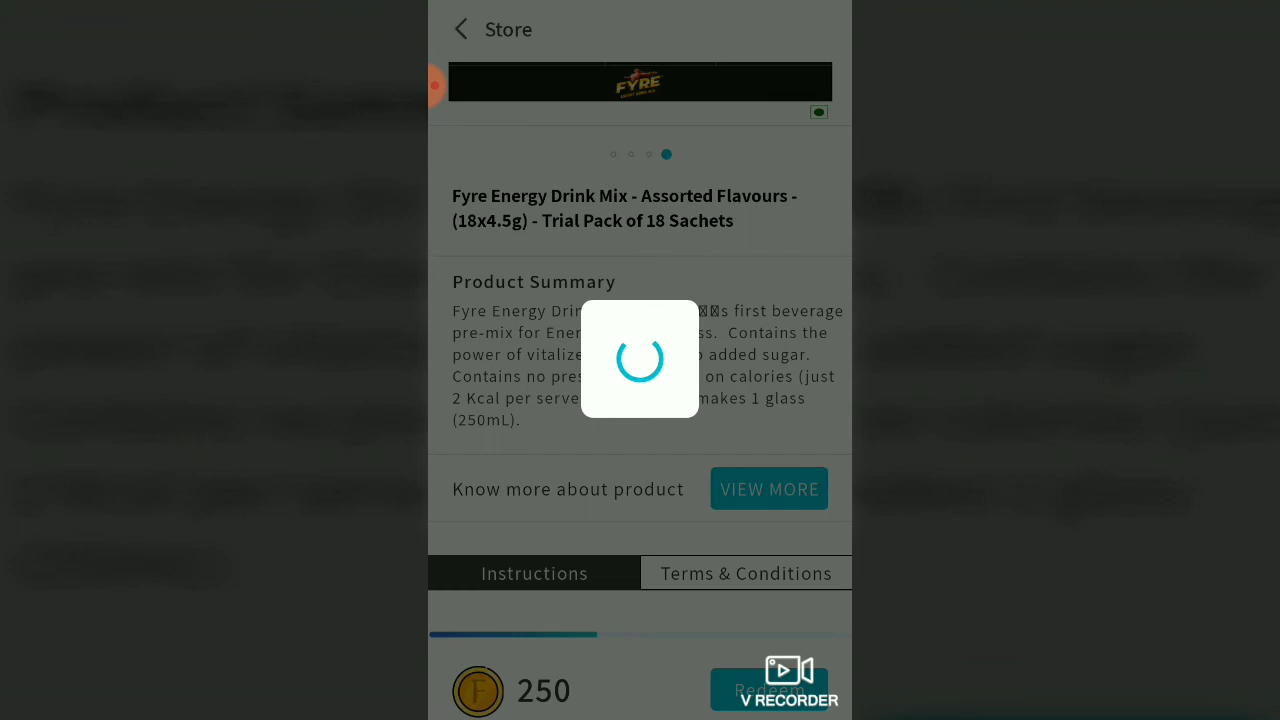 Store
FYRE
Fyre Energy Drink Mix - Assorted Flavours -
(18x4.5g) - Trial Pack of 18 Sachets
Product Summary
Fyre Energy Drin s first beverage
pre-mix for Ener ss. Contains the
power of vitalize o added sugar.
Contains no pres on calories (just
2 Kcal per serve makes 1 glass
(250mL).
Know more about product
VIEW MORE
Instructions
Terms & Conditions
F
250
Redeem
V RECORDER